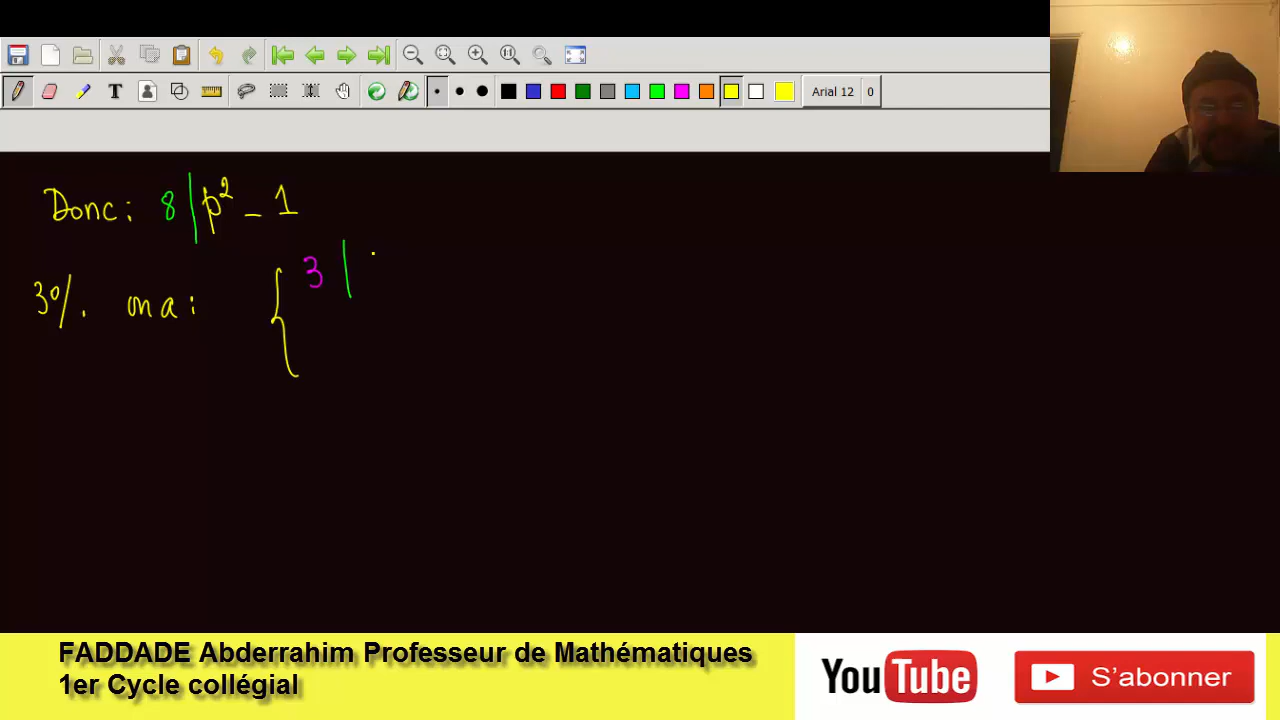 Arial 12 0
Donc: 8 | p² - 1
3°/. on a: { 3 |
FADDADE Abderrahim Professeur de Mathématiques
1er Cycle collégial
YouTube
S'abonner